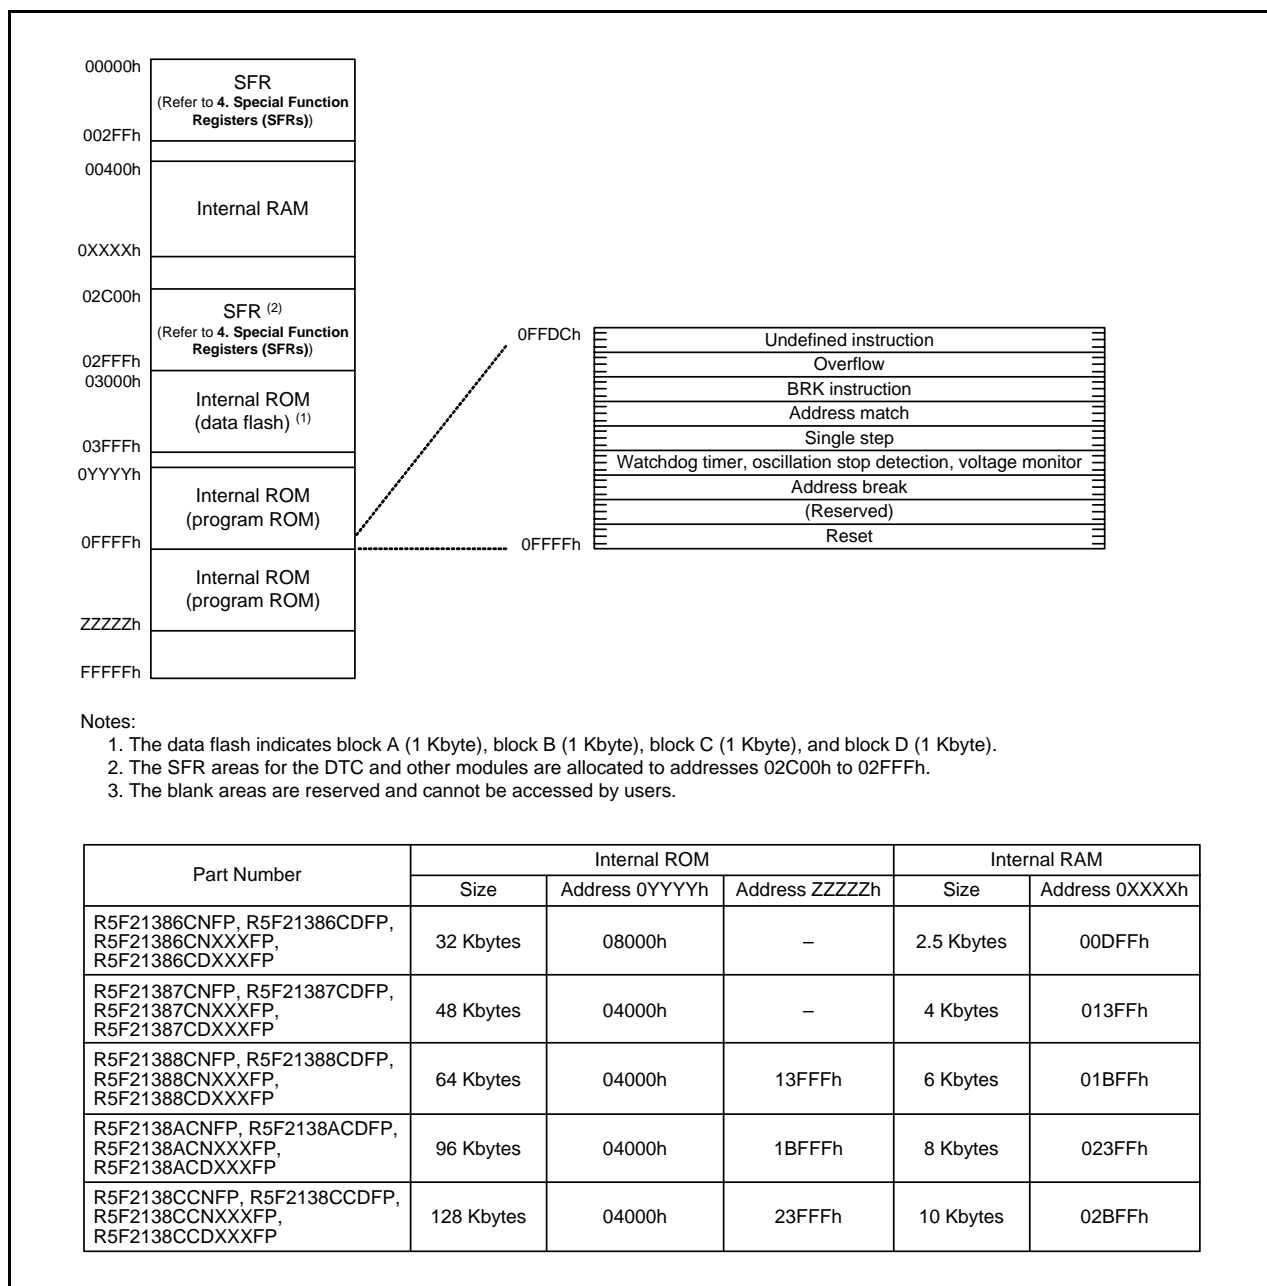 00000h
SFR
(Refer to 4. Special Function
Registers (SFRs))
002FFh
00400h
Internal RAM
0XXXXh
02C00h
SFR (2)
(Refer to 4. Special Function
Registers (SFRs))
02FFFh
03000h
Internal ROM
(data flash) (1)
03FFFh
0YYYYh
Internal ROM
(program ROM)
0FFFFh
Internal ROM
(program ROM)
ZZZZZh
FFFFFh
0FFDCh
Undefined instruction
Overflow
BRK instruction
Address match
Single step
Watchdog timer, oscillation stop detection, voltage monitor
Address break
(Reserved)
Reset
0FFFFh
Notes:
1. The data flash indicates block A (1 Kbyte), block B (1 Kbyte), block C (1 Kbyte), and block D (1 Kbyte).
2. The SFR areas for the DTC and other modules are allocated to addresses 02C00h to 02FFFh.
3. The blank areas are reserved and cannot be accessed by users.
Part Number
Internal ROM
Internal RAM
Size
Address 0YYYYh
Address ZZZZZh
Size
Address 0XXXXh
R5F21386CNFP, R5F21386CDFP,
R5F21386CNXXXFP,
R5F21386CDXXXFP
32 Kbytes
08000h
–
2.5 Kbytes
00DFFh
R5F21387CNFP, R5F21387CDFP,
R5F21387CNXXXFP,
R5F21387CDXXXFP
48 Kbytes
04000h
–
4 Kbytes
013FFh
R5F21388CNFP, R5F21388CDFP,
R5F21388CNXXXFP,
R5F21388CDXXXFP
64 Kbytes
04000h
13FFFh
6 Kbytes
01BFFh
R5F2138ACNFP, R5F2138ACDFP,
R5F2138ACNXXXFP,
R5F2138ACDXXXFP
96 Kbytes
04000h
1BFFFh
8 Kbytes
023FFh
R5F2138CCNFP, R5F2138CCDFP,
R5F2138CCNXXXFP,
R5F2138CCDXXXFP
128 Kbytes
04000h
23FFFh
10 Kbytes
02BFFh